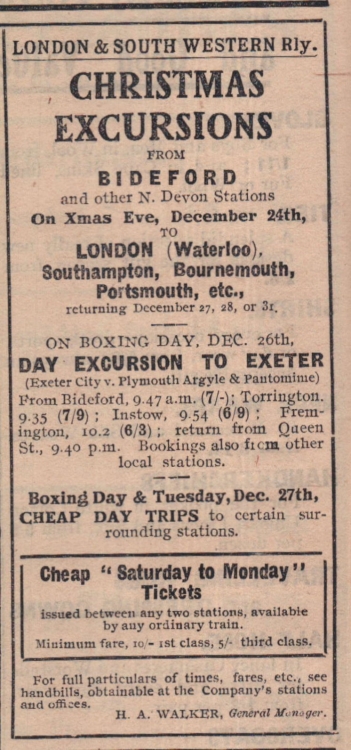 LONDON & SOUTH WESTERN Rly.
CHRISTMAS
EXCURSIONS
FROM
BIDEFORD
and other N. Devon Stations
On Xmas Eve, December 24th,
TO
LONDON (Waterloo),
Southampton, Bournemouth,
Portsmouth, etc.,
returning December 27, 28, or 31.
ON BOXING DAY, DEC. 26th,
DAY EXCURSION TO EXETER
(Exeter City v. Plymouth Argyle & Pantomime)
From Bideford, 9.47 a.m. (7/-); Torrington.
9.35 (7/9) ; Instow, 9.54 (6/9) ; Frem-
ington, 10.2 (6/3) ; return from Queen
St., 9.40 p.m. Bookings also from other
local stations.
Boxing Day & Tuesday, Dec. 27th,
CHEAP DAY TRIPS to certain sur-
rounding stations.
Cheap "Saturday to Monday"
Tickets
issued between any two stations, available
by any ordinary train.
Minimum fare, 10/- 1st class, 5/- third class.
For full particulars of times, fares, etc., see
handbills, obtainable at the Company's stations
and offices.
H. A. WALKER, General Manager.